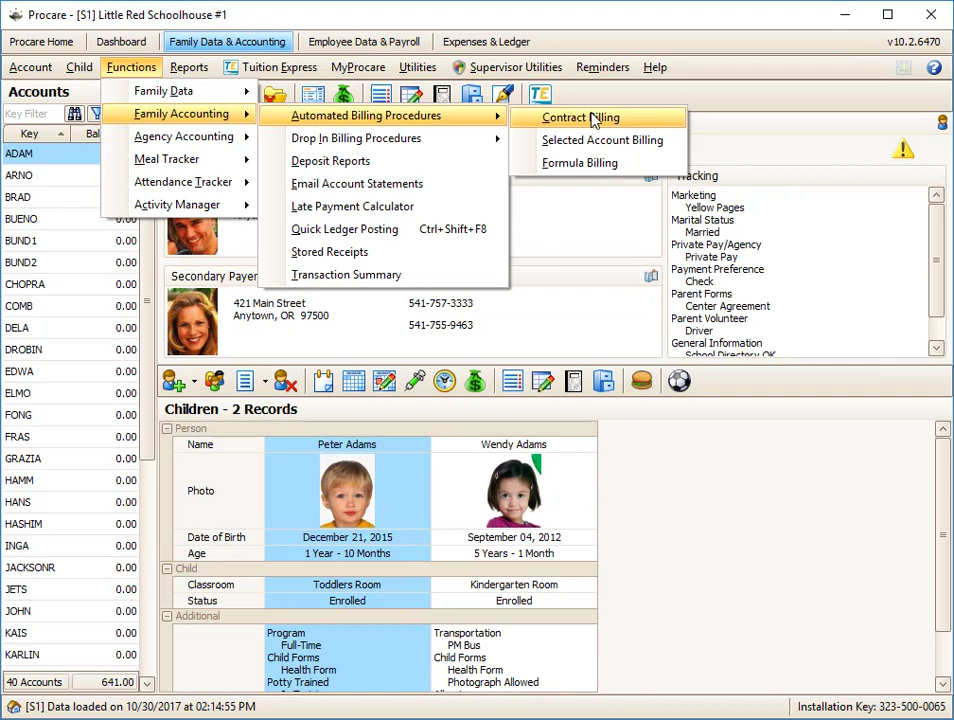 Procare - [S1] Little Red Schoolhouse #1
Procare Home Dashboard Family Data & Accounting Employee Data & Payroll Expenses & Ledger v10.2.6470
Account Child Functions Reports TE Tuition Express MyProcare Utilities Supervisor Utilities Reminders Help
Accounts
Key Filter
Key Bal
ADAM
ARNO
BRAD
BUENO 0.00
BUND1 0.00
BUND2 0.00
CHOPRA 0.00
COMB 0.00
DELA 0.00
DROBIN 0.00
EDWA 0.00
ELMO 0.00
FONG 0.00
FRAS 0.00
GRAZIA 0.00
HAMM 0.00
HANS 0.00
HASHIM 0.00
INGA 0.00
JACKSONR 0.00
JETS 0.00
JOHN 0.00
KAIS 0.00
KARLIN 0.00
40 Accounts 641.00
Family Data
Family Accounting
Agency Accounting
Meal Tracker
Attendance Tracker
Activity Manager
Automated Billing Procedures
Drop In Billing Procedures
Deposit Reports
Email Account Statements
Late Payment Calculator
Quick Ledger Posting Ctrl+Shift+F8
Stored Receipts
Transaction Summary
TE
Contract Billing
Selected Account Billing
Formula Billing
Tracking
Marketing
Yellow Pages
Marital Status
Married
Private Pay/Agency
Private Pay
Payment Preference
Check
Parent Forms
Center Agreement
Parent Volunteer
Driver
General Information
School Directory OK
Secondary Payer
421 Main Street 541-757-3333
Anytown, OR 97500
541-755-9463
Children - 2 Records
Person
Name Peter Adams Wendy Adams
Photo
Date of Birth December 21, 2015 September 04, 2012
Age 1 Year - 10 Months 5 Years - 1 Month
Child
Classroom Toddlers Room Kindergarten Room
Status Enrolled Enrolled
Additional
Program Transportation
Full-Time PM Bus
Child Forms Child Forms
Health Form Health Form
Potty Trained Photograph Allowed
[S1] Data loaded on 10/30/2017 at 02:14:55 PM Installation Key: 323-500-0065